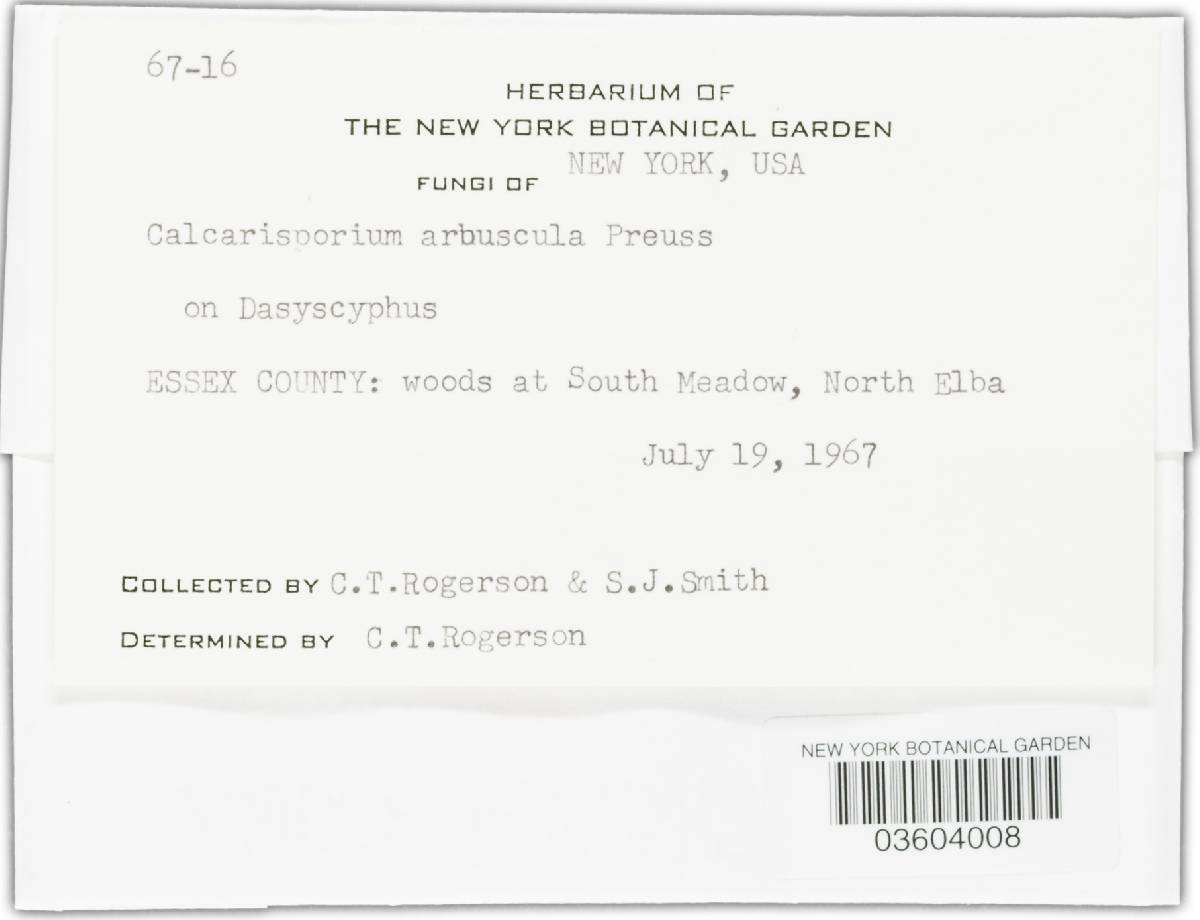 67-16
HERBARIUM OF
THE NEW YORK BOTANICAL GARDEN
FUNGI OF NEW YORK, USA
Calcarisporium arbuscula Preuss
on Dasyscyphus
ESSEX COUNTY: woods at South Meadow, North Elba
July 19, 1967
COLLECTED BY C.T.Rogerson & S.J.Smith
DETERMINED BY C.T.Rogerson
NEW YORK BOTANICAL GARDEN
03604008